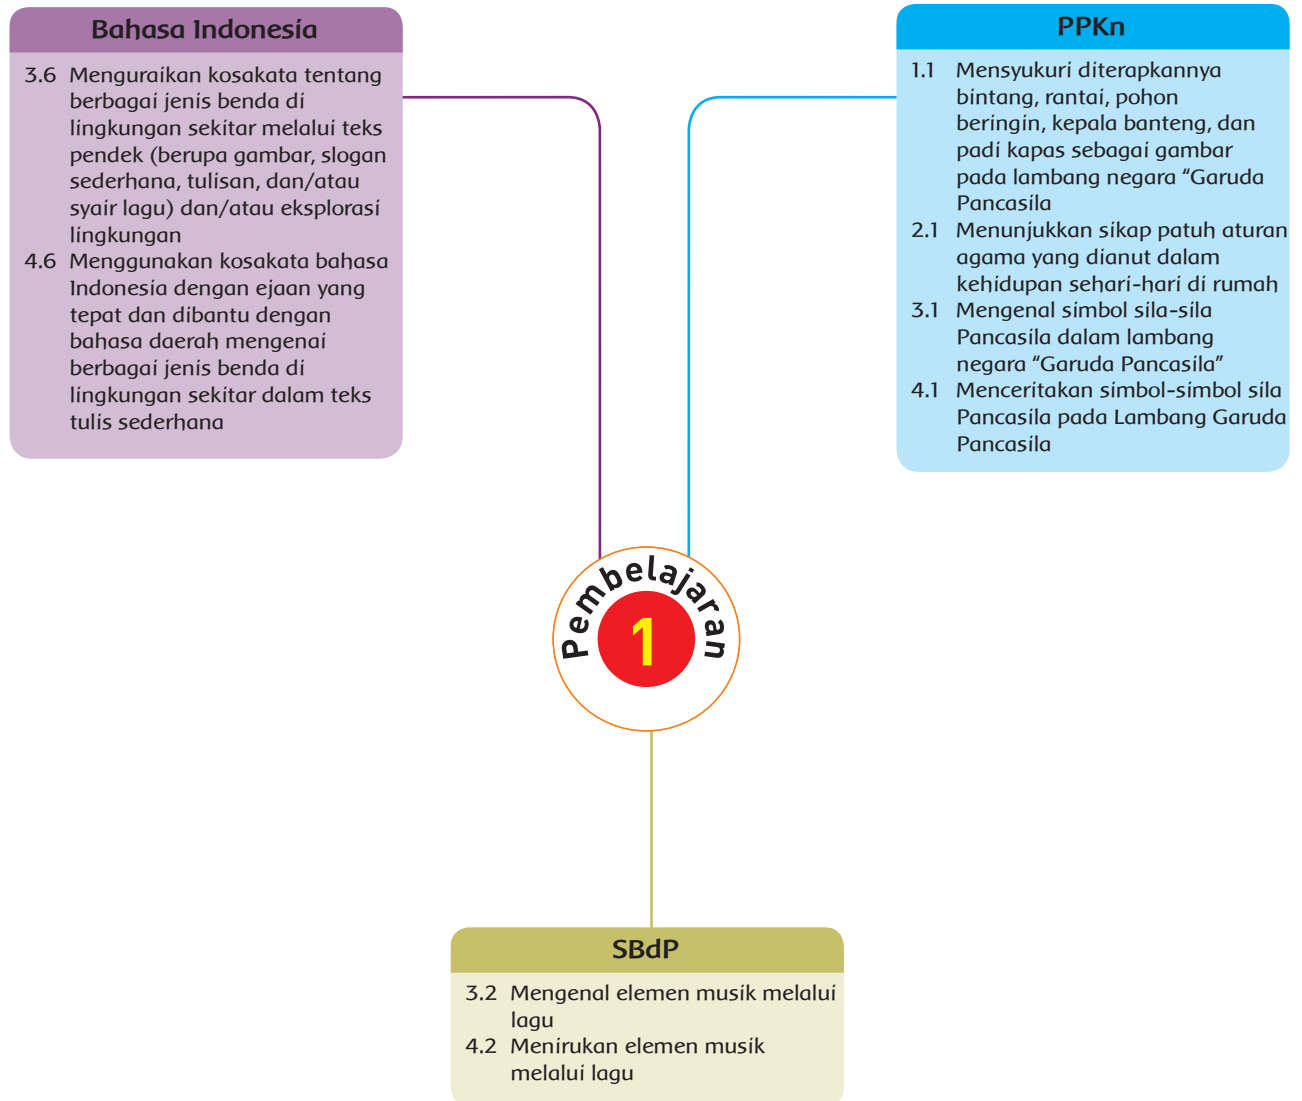 Bahasa Indonesia
3.6 Menguraikan kosakata tentang
berbagai jenis benda di
lingkungan sekitar melalui teks
pendek (berupa gambar, slogan
sederhana, tulisan, dan/atau
syair lagu) dan/atau eksplorasi
lingkungan
4.6 Menggunakan kosakata bahasa
Indonesia dengan ejaan yang
tepat dan dibantu dengan
bahasa daerah mengenai
berbagai jenis benda di
lingkungan sekitar dalam teks
tulis sederhana
PPKn
1.1 Mensyukuri diterapkannya
bintang, rantai, pohon
beringin, kepala banteng, dan
padi kapas sebagai gambar
pada lambang negara “Garuda
Pancasila
2.1 Menunjukkan sikap patuh aturan
agama yang dianut dalam
kehidupan sehari-hari di rumah
3.1 Mengenal simbol sila-sila
Pancasila dalam lambang
negara “Garuda Pancasila”
4.1 Menceritakan simbol-simbol sila
Pancasila pada Lambang Garuda
Pancasila
Pembelajaran
1
SBdP
3.2 Mengenal elemen musik melalui
lagu
4.2 Menirukan elemen musik
melalui lagu